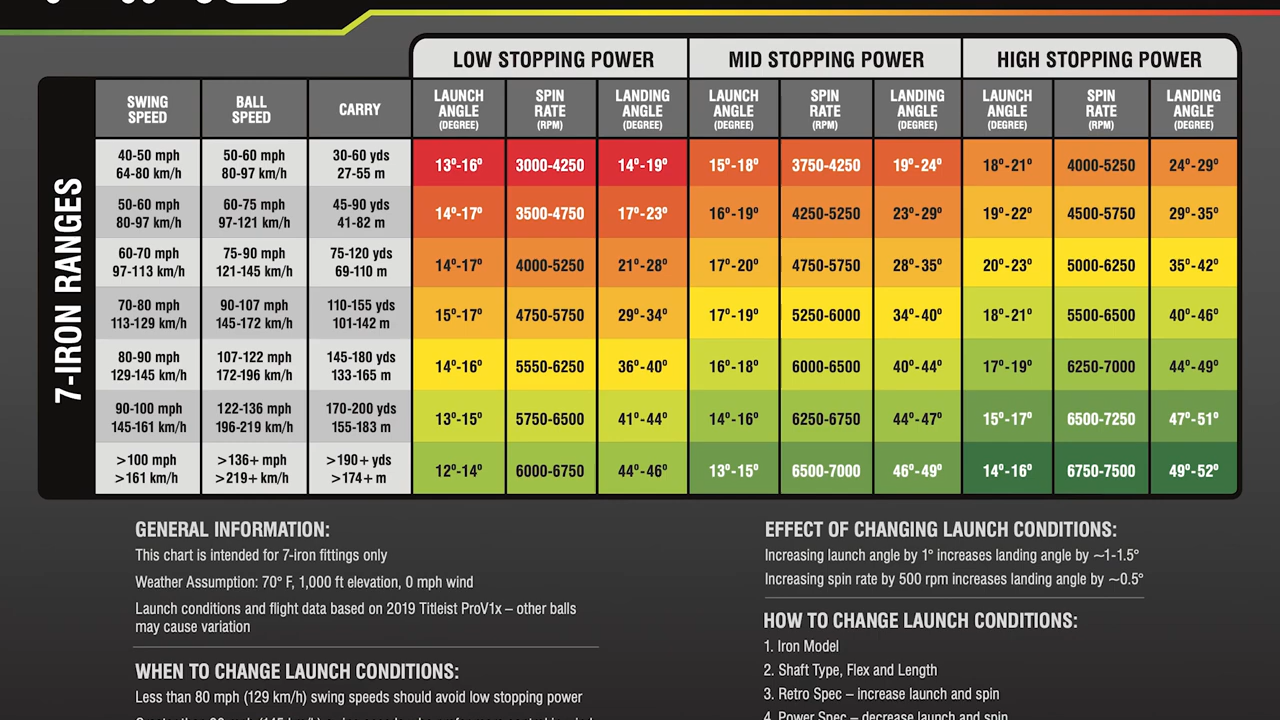 LOW STOPPING POWER MID STOPPING POWER HIGH STOPPING POWER
SWING SPEED BALL SPEED CARRY LAUNCH ANGLE (DEGREE) SPIN RATE (RPM) LANDING ANGLE (DEGREE) LAUNCH ANGLE (DEGREE) SPIN RATE (RPM) LANDING ANGLE (DEGREE) LAUNCH ANGLE (DEGREE) SPIN RATE (RPM) LANDING ANGLE (DEGREE)
7-IRON RANGES
40-50 mph 64-80 km/h 50-60 mph 80-97 km/h 30-60 yds 27-55 m 13º-16º 3000-4250 14º-19º 15º-18º 3750-4250 19º-24º 18º-21º 4000-5250 24º-29º
50-60 mph 80-97 km/h 60-75 mph 97-121 km/h 45-90 yds 41-82 m 14º-17º 3500-4750 17º-23º 16º-19º 4250-5250 23º-29º 19º-22º 4500-5750 29º-35º
60-70 mph 97-113 km/h 75-90 mph 121-145 km/h 75-120 yds 69-110 m 14º-17º 4000-5250 21º-28º 17º-20º 4750-5750 28º-35º 20º-23º 5000-6250 35º-42º
70-80 mph 113-129 km/h 90-107 mph 145-172 km/h 110-155 yds 101-142 m 15º-17º 4750-5750 29º-34º 17º-19º 5250-6000 34º-40º 18º-21º 5500-6500 40º-46º
80-90 mph 129-145 km/h 107-122 mph 172-196 km/h 145-180 yds 133-165 m 14º-16º 5550-6250 36º-40º 16º-18º 6000-6500 40º-44º 17º-19º 6250-7000 44º-49º
90-100 mph 145-161 km/h 122-136 mph 196-219 km/h 170-200 yds 155-183 m 13º-15º 5750-6500 41º-44º 14º-16º 6250-6750 44º-47º 15º-17º 6500-7250 47º-51º
>100 mph >161 km/h >136+ mph >219+ km/h >190+ yds >174+ m 12º-14º 6000-6750 44º-46º 13º-15º 6500-7000 46º-49º 14º-16º 6750-7500 49º-52º
GENERAL INFORMATION:
This chart is intended for 7-iron fittings only
Weather Assumption: 70° F, 1,000 ft elevation, 0 mph wind
Launch conditions and flight data based on 2019 Titleist ProV1x – other balls
may cause variation
WHEN TO CHANGE LAUNCH CONDITIONS:
Less than 80 mph (129 km/h) swing speeds should avoid low stopping power
EFFECT OF CHANGING LAUNCH CONDITIONS:
Increasing launch angle by 1° increases landing angle by ~1-1.5°
Increasing spin rate by 500 rpm increases landing angle by ~0.5°
HOW TO CHANGE LAUNCH CONDITIONS:
1. Iron Model
2. Shaft Type, Flex and Length
3. Retro Spec – increase launch and spin
4. Power Spec – decrease launch and spin